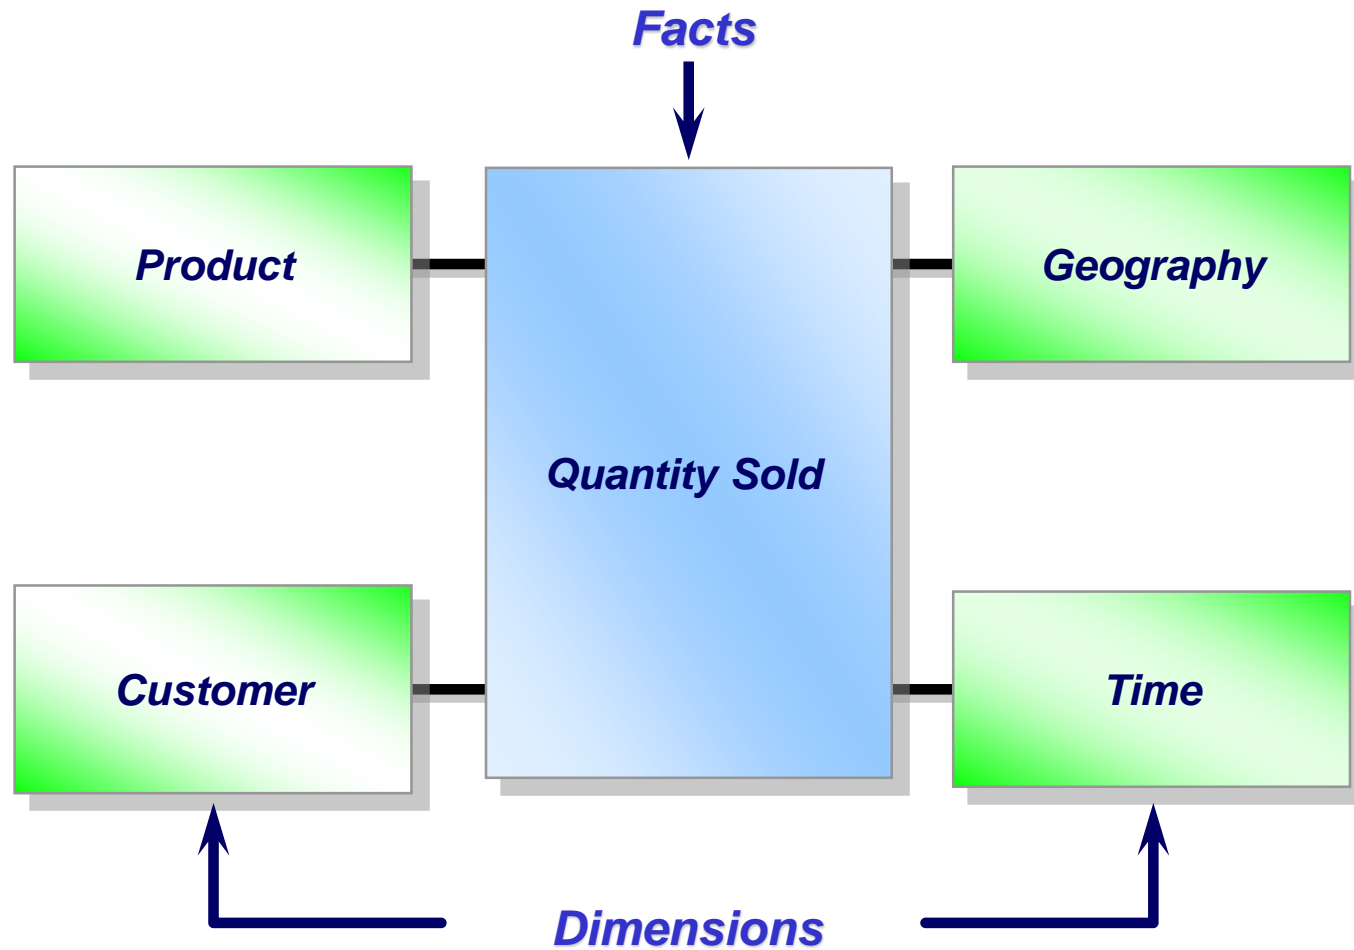 Facts
Product
Geography
Quantity Sold
Customer
Time
Dimensions